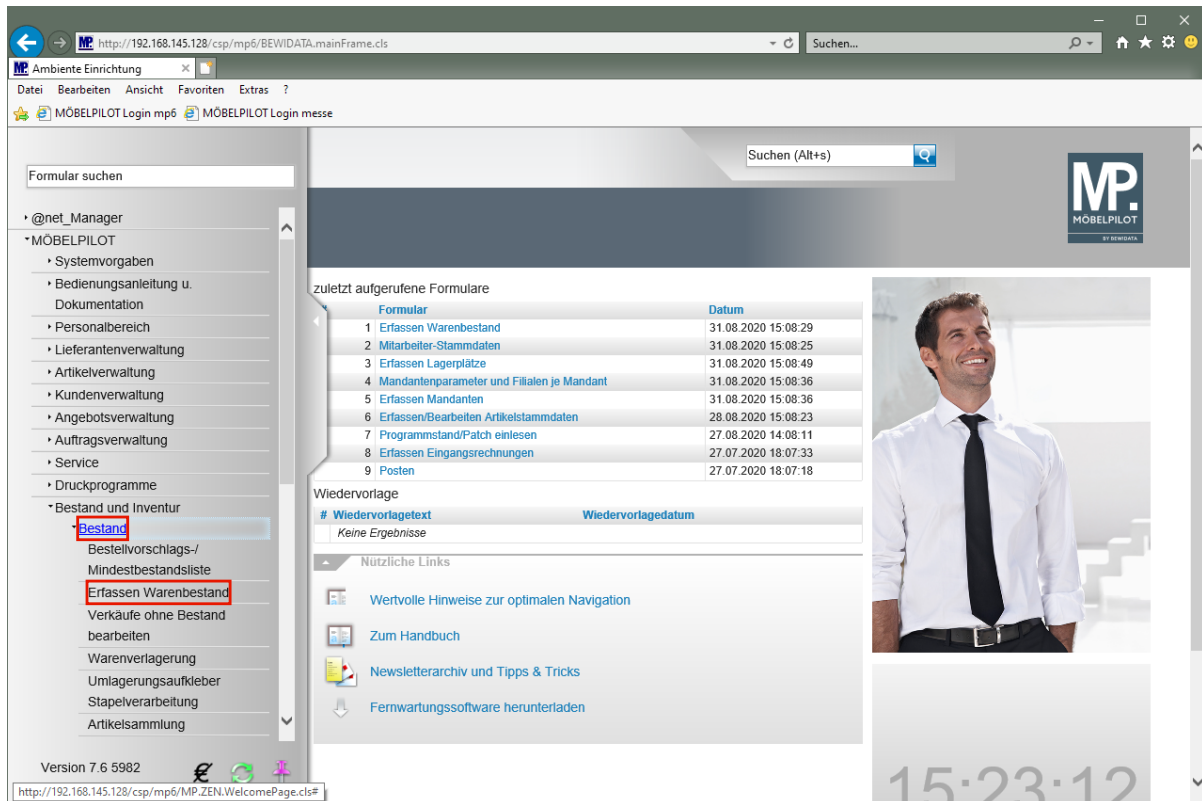 http://192.168.145.128/csp/mp6/BEWIDATA.mainFrame.cls
Suchen...
MP. Ambiente Einrichtung
Datei Bearbeiten Ansicht Favoriten Extras ?
MÖBELPILOT Login mp6 MÖBELPILOT Login messe
Formular suchen
@net_Manager
MÖBELPILOT
Systemvorgaben
Bedienungsanleitung u.
Dokumentation
Personalbereich
Lieferantenverwaltung
Artikelverwaltung
Kundenverwaltung
Angebotsverwaltung
Auftragsverwaltung
Service
Druckprogramme
Bestand und Inventur
Bestand
Bestellvorschlags-/
Mindestbestandsliste
Erfassen Warenbestand
Verkäufe ohne Bestand
bearbeiten
Warenverlagerung
Umlagerungsaufkleber
Stapelverarbeitung
Artikelsammlung
Version 7.6 5982
http://192.168.145.128/csp/mp6/MP.ZEN.WelcomePage.cls#
Suchen (Alt+s)
MP.
MÖBELPILOT
BY BEWIDATA
zuletzt aufgerufene Formulare
# Formular Datum
1 Erfassen Warenbestand 31.08.2020 15:08:29
2 Mitarbeiter-Stammdaten 31.08.2020 15:08:25
3 Erfassen Lagerplätze 31.08.2020 15:08:49
4 Mandantenparameter und Filialen je Mandant 31.08.2020 15:08:36
5 Erfassen Mandanten 31.08.2020 15:08:36
6 Erfassen/Bearbeiten Artikelstammdaten 28.08.2020 15:08:23
7 Programmstand/Patch einlesen 27.08.2020 14:08:11
8 Erfassen Eingangsrechnungen 27.07.2020 18:07:33
9 Posten 27.07.2020 18:07:18
Wiedervorlage
# Wiedervorlagetext Wiedervorlagedatum
Keine Ergebnisse
Nützliche Links
Wertvolle Hinweise zur optimalen Navigation
Zum Handbuch
Newsletterarchiv und Tipps & Tricks
Fernwartungssoftware herunterladen
15:23:12